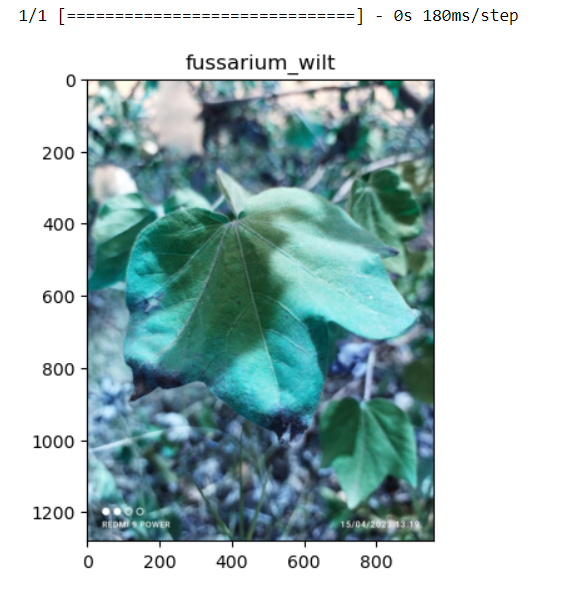 1/1 [==============================] - 0s 180ms/step
fussarium_wilt
0
200
400
600
800
1000
1200
REDMI 9 POWER
15/04/2023 13:19
0 200 400 600 800